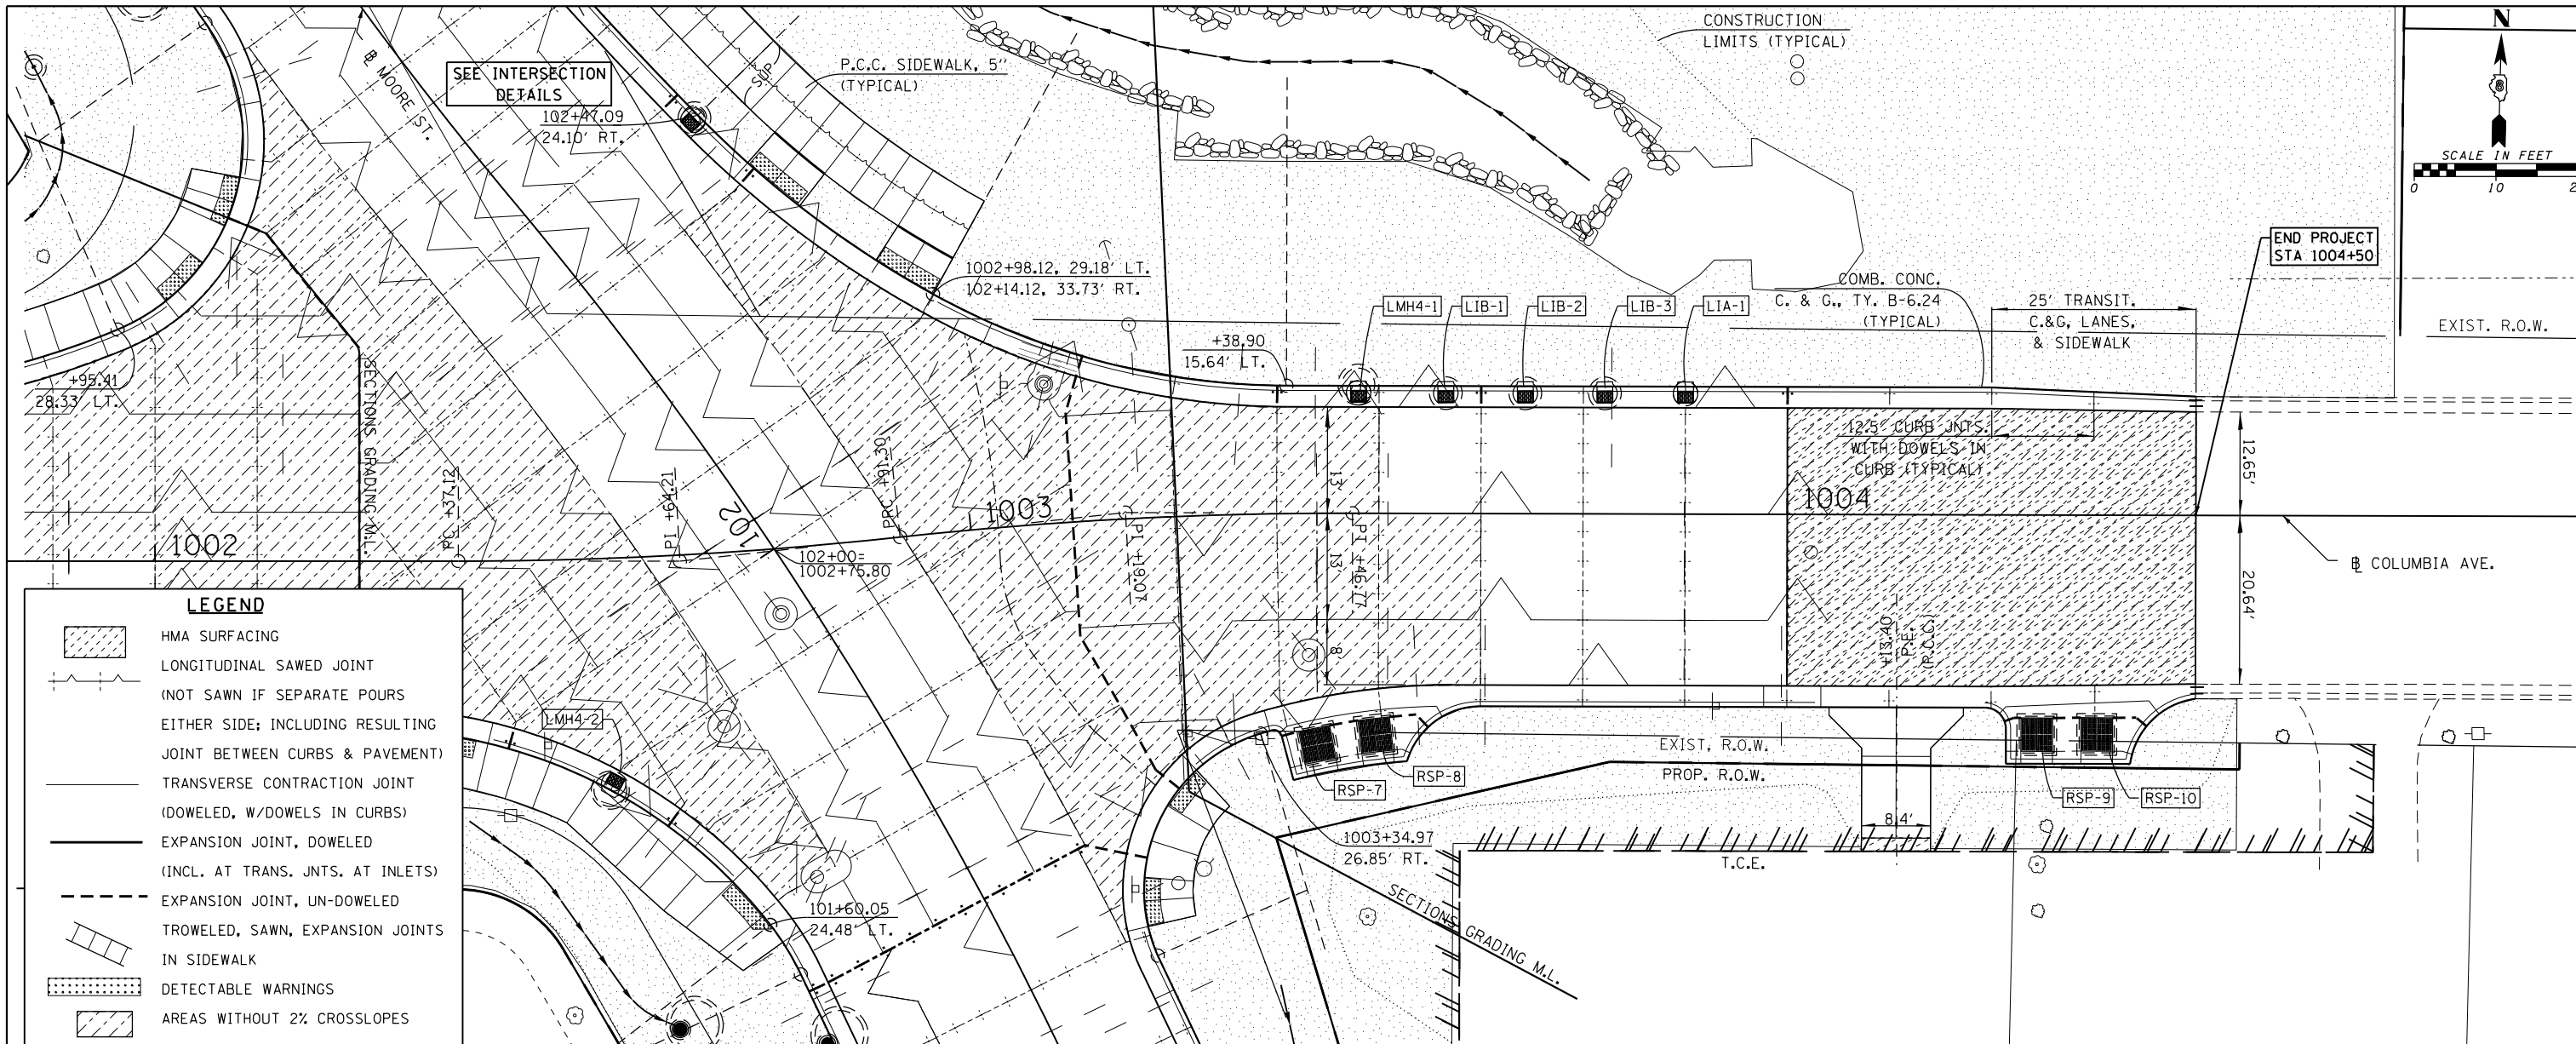 CONSTRUCTION
LIMITS (TYPICAL)
N
SCALE IN FEET
0 10
SEE INTERSECTION
DETAILS
102+47.09
24.10' RT.
℄ MOORE ST.
SUP
P.C.C. SIDEWALK, 5"
(TYPICAL)
END PROJECT
STA 1004+50
1002+98.12, 29.18' LT.
102+14.12, 33.73' RT.
COMB. CONC.
C. & G., TY. B-6.24
(TYPICAL)
25' TRANSIT.
C.&G, LANES,
& SIDEWALK
EXIST. R.O.W.
LMH4-1
LIB-1
LIB-2
LIB-3
LIA-1
+38.90
15.64' LT.
+95.41
28.33' LT.
SECTIONS GRADING M.L.
12.5' CURB JNTS.
WITH DOWELS IN
CURB (TYPICAL)
12.65'
20.64'
PC +37.12
PI +64.21
PRC +91.30
PI +19.07
PI +46.77
13'
13'
8'
1002
102
1003
1004
102+00=
1002+75.80
℄ COLUMBIA AVE.
+13.40
P.E.
(P.C.C.)
LEGEND
HMA SURFACING
LONGITUDINAL SAWED JOINT
(NOT SAWN IF SEPARATE POURS
EITHER SIDE; INCLUDING RESULTING
JOINT BETWEEN CURBS & PAVEMENT)
TRANSVERSE CONTRACTION JOINT
(DOWELED, W/DOWELS IN CURBS)
EXPANSION JOINT, DOWELED
(INCL. AT TRANS. JNTS. AT INLETS)
EXPANSION JOINT, UN-DOWELED
TROWELED, SAWN, EXPANSION JOINTS
IN SIDEWALK
DETECTABLE WARNINGS
AREAS WITHOUT 2% CROSSLOPES
LMH4-2
EXIST. R.O.W.
PROP. R.O.W.
RSP-7
RSP-8
RSP-9
RSP-10
8.4'
1003+34.97
26.85' RT.
T.C.E.
SECTIONS GRADING M.L.
101+60.05
24.48' LT.